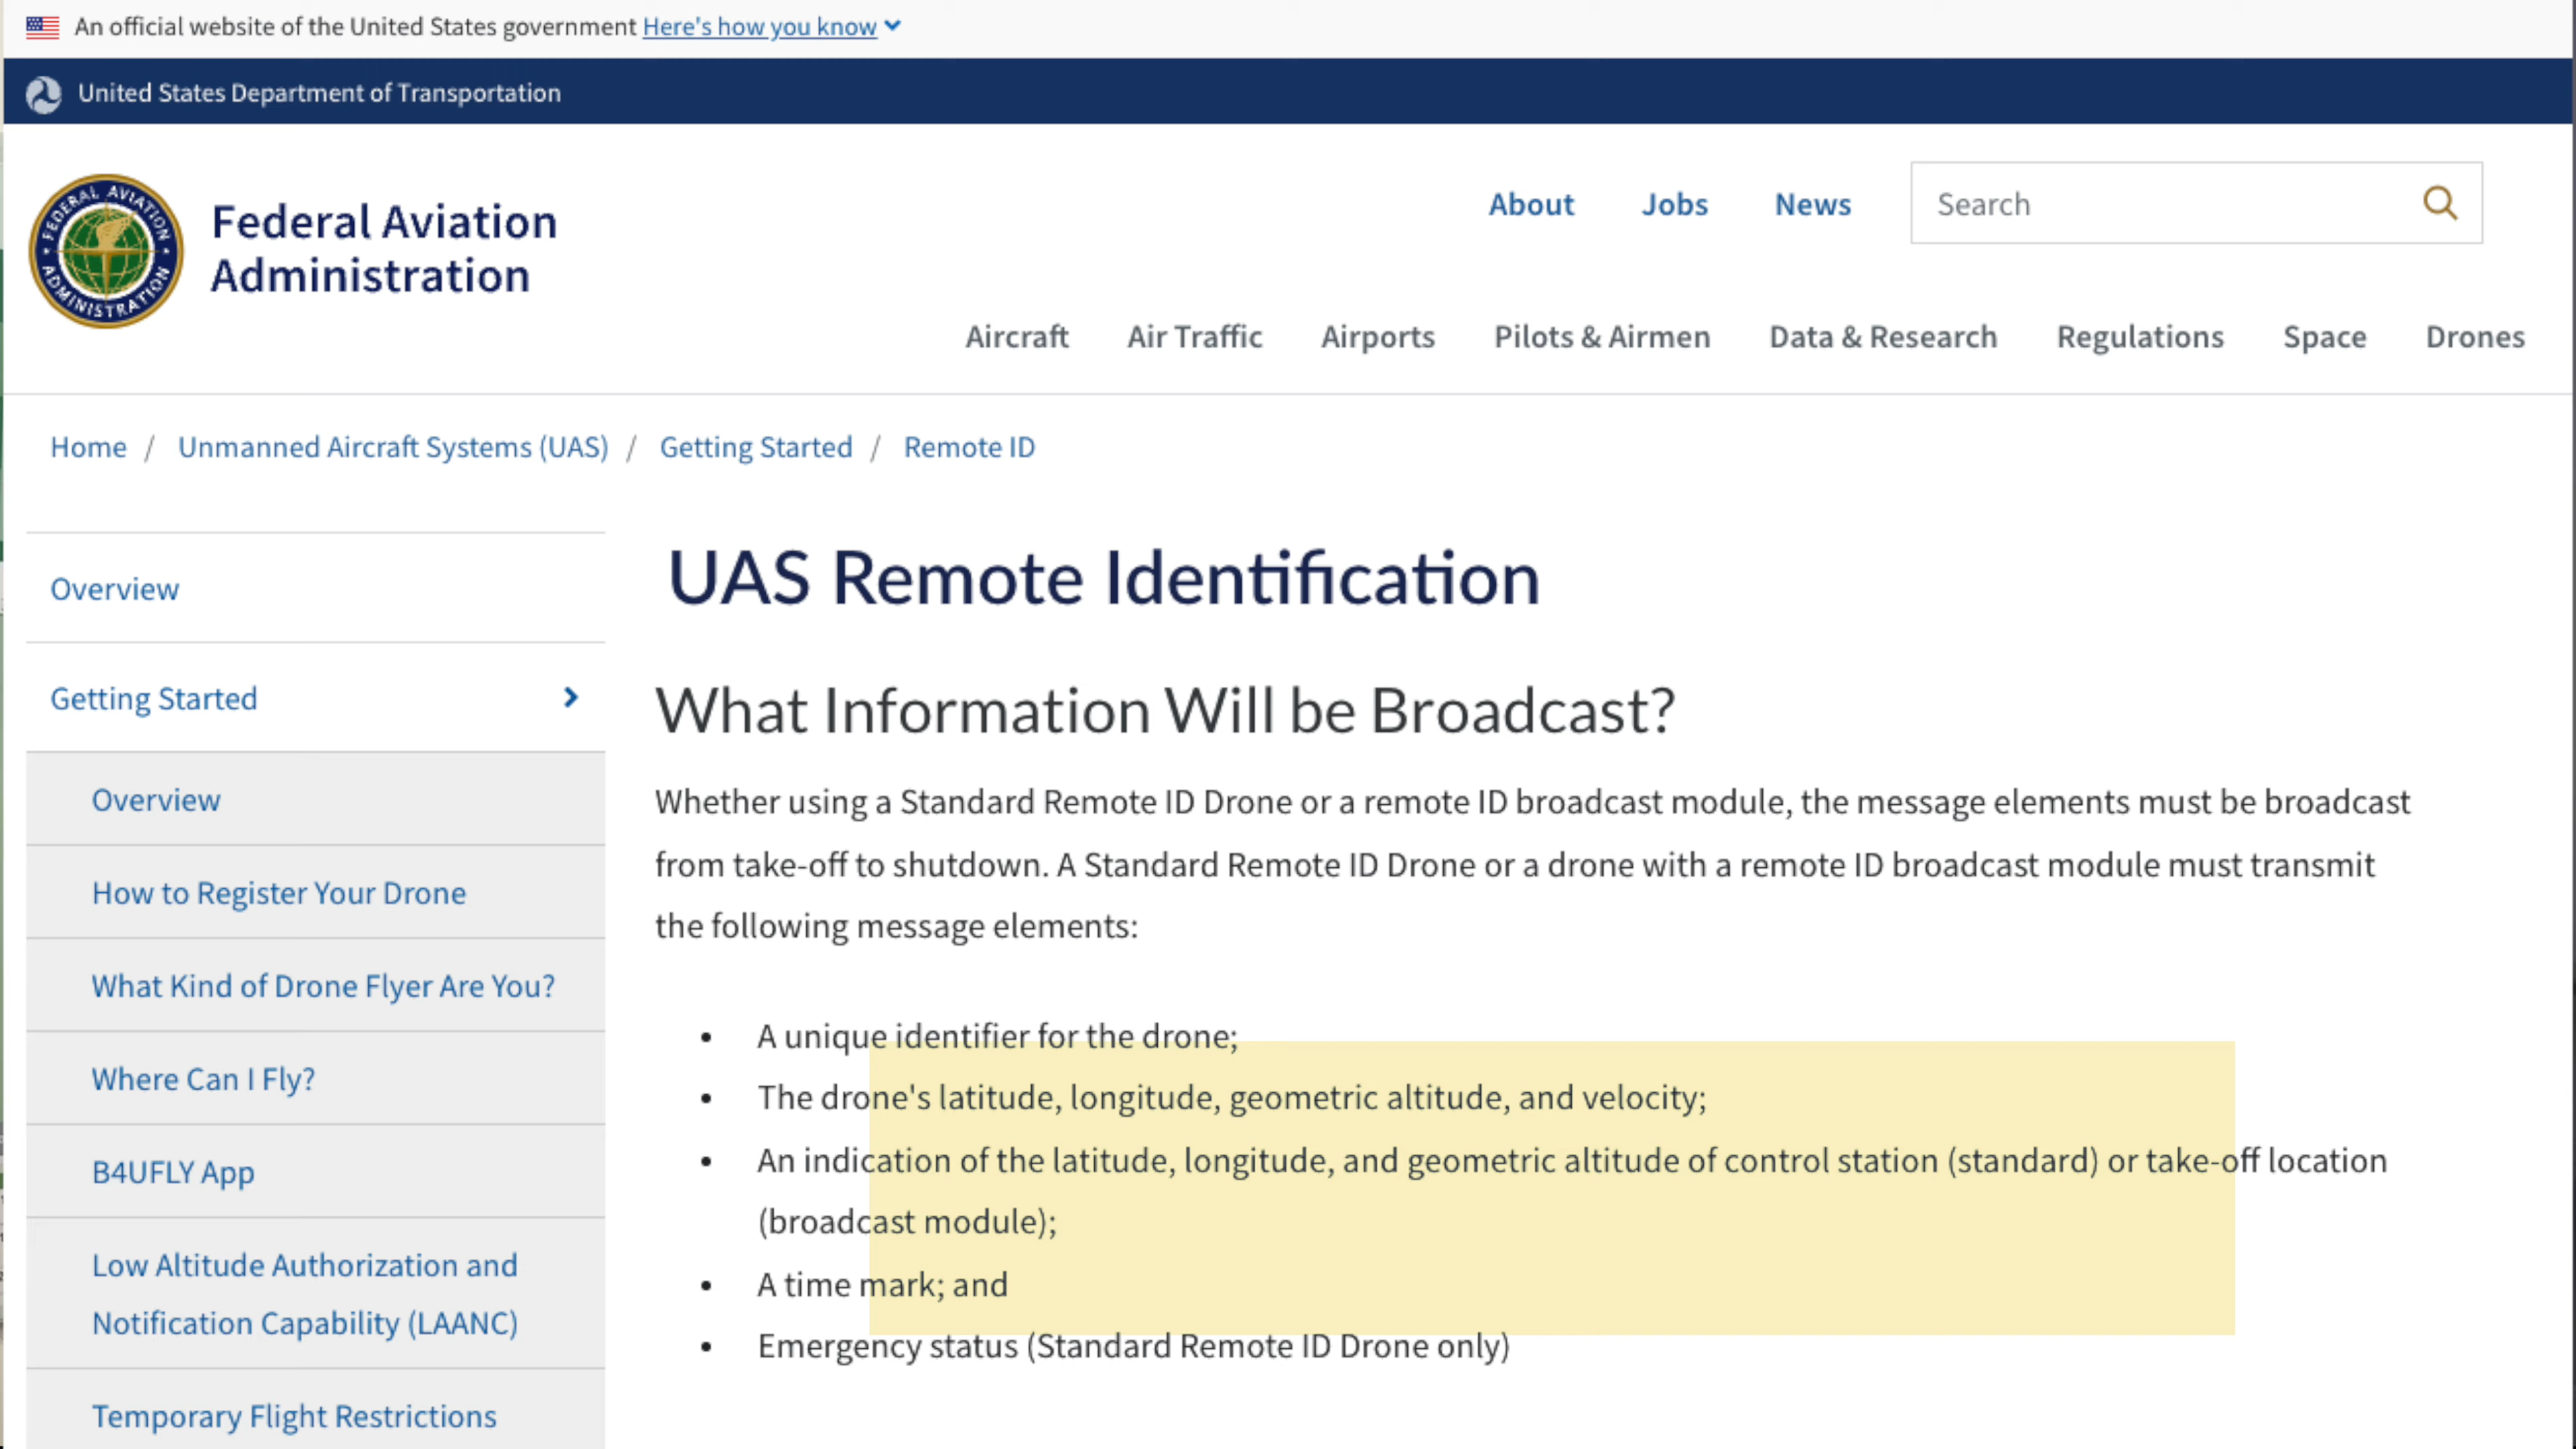 An official website of the United States government Here's how you know
United States Department of Transportation
FEDERAL AVIATION ADMINISTRATION
Federal Aviation
Administration
About Jobs News Search
Aircraft Air Traffic Airports Pilots & Airmen Data & Research Regulations Space Drones
Home / Unmanned Aircraft Systems (UAS) / Getting Started / Remote ID
Overview
Getting Started
Overview
How to Register Your Drone
What Kind of Drone Flyer Are You?
Where Can I Fly?
B4UFLY App
Low Altitude Authorization and
Notification Capability (LAANC)
Temporary Flight Restrictions
UAS Remote Identification
What Information Will be Broadcast?
Whether using a Standard Remote ID Drone or a remote ID broadcast module, the message elements must be broadcast
from take-off to shutdown. A Standard Remote ID Drone or a drone with a remote ID broadcast module must transmit
the following message elements:
• A unique identifier for the drone;
• The drone's latitude, longitude, geometric altitude, and velocity;
• An indication of the latitude, longitude, and geometric altitude of control station (standard) or take-off location
(broadcast module);
• A time mark; and
• Emergency status (Standard Remote ID Drone only)